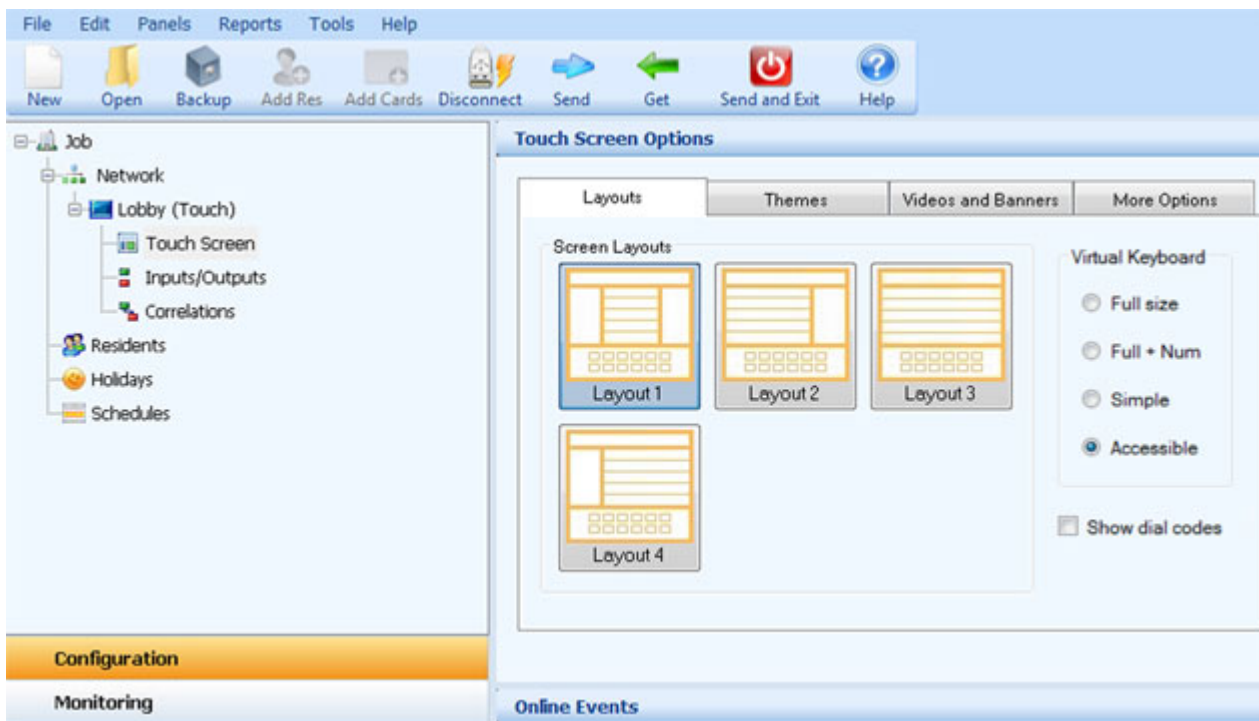 File Edit Panels Reports Tools Help
New Open Backup Add Res Add Cards Disconnect Send Get Send and Exit Help
Job
Network
Lobby (Touch)
Touch Screen
Inputs/Outputs
Correlations
Residents
Holidays
Schedules
Configuration
Monitoring
Touch Screen Options
Layouts Themes Videos and Banners More Options
Screen Layouts
Layout 1 Layout 2 Layout 3
Layout 4
Virtual Keyboard
Full size
Full + Num
Simple
Accessible
Show dial codes
Online Events